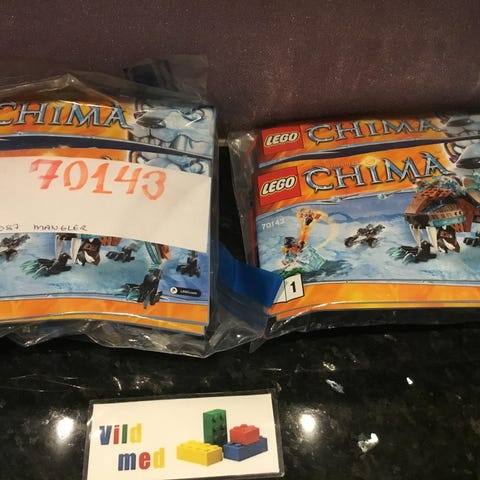 CHIMA
70143
MANGLER
LEGO CHIMA
LEGO CHIMA
70143
1
Vild
med